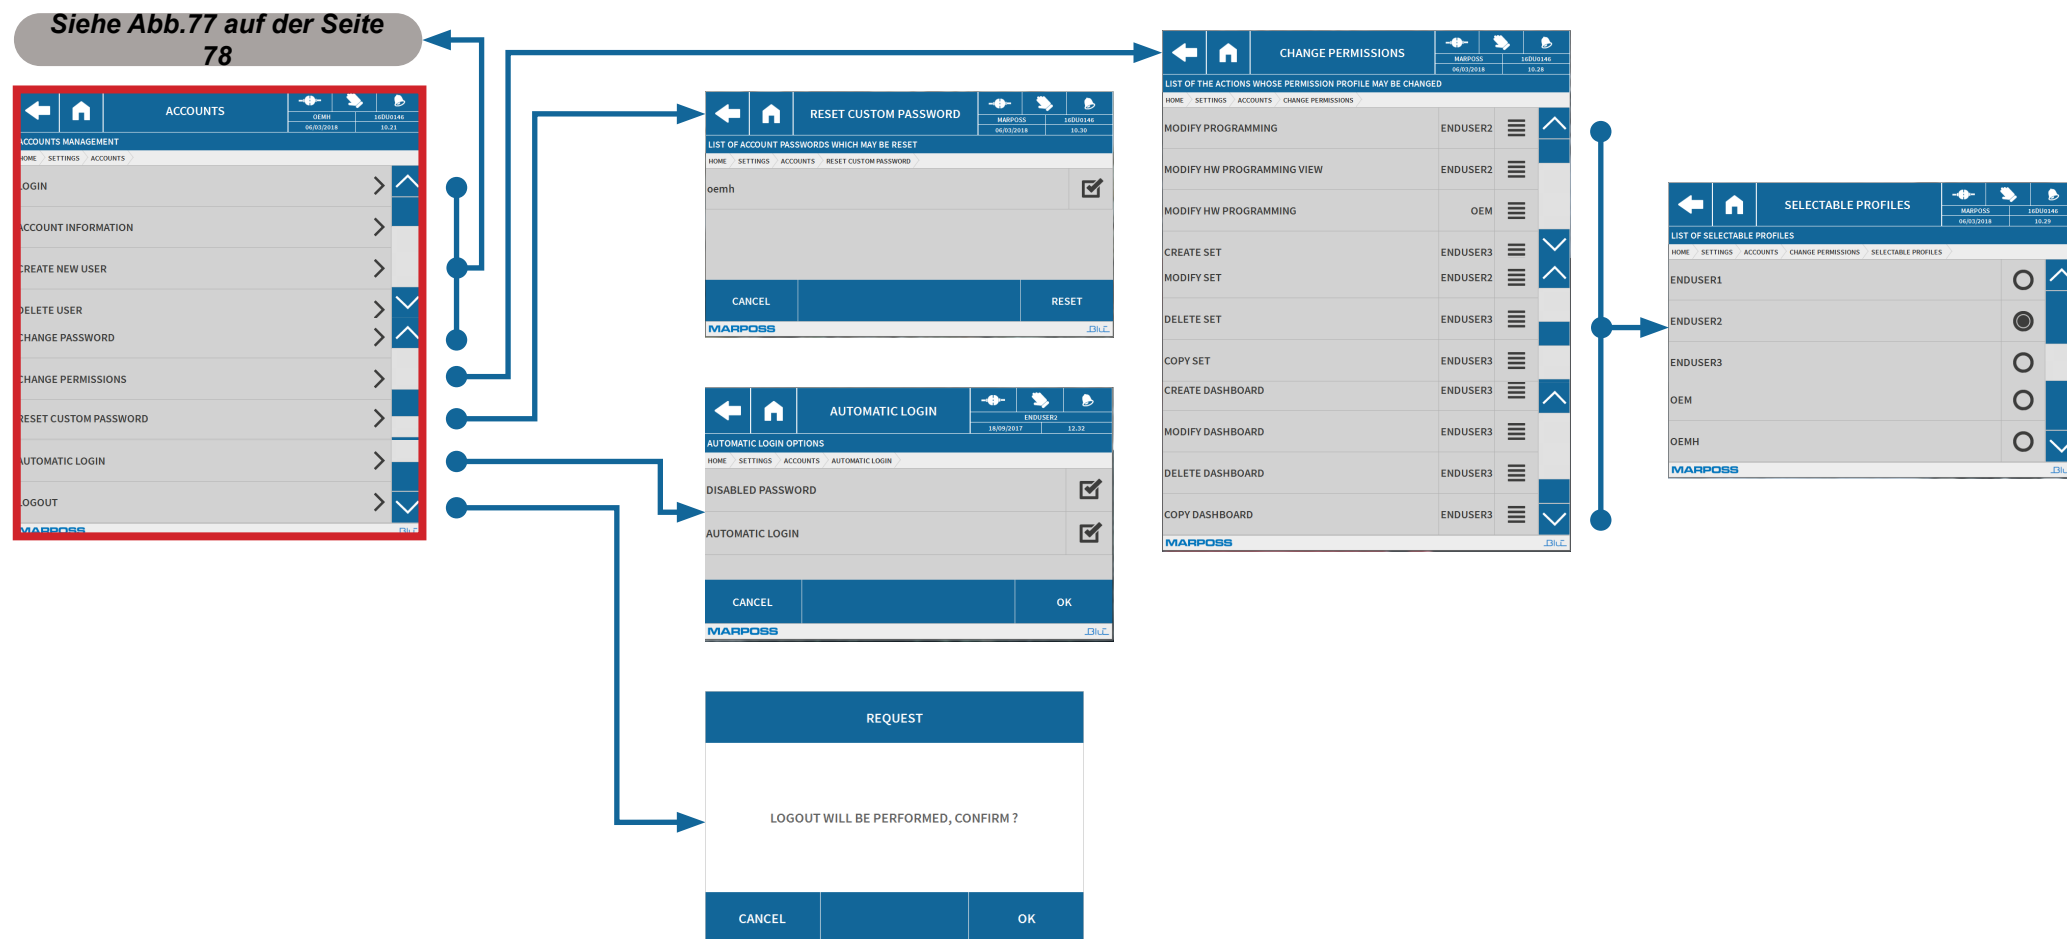 Siehe Abb.77 auf der Seite
78
ACCOUNTS
OEMH
16DU0146
06/03/2018
10.21
ACCOUNTS MANAGEMENT
HOME
SETTINGS
ACCOUNTS
LOGIN
ACCOUNT INFORMATION
CREATE NEW USER
DELETE USER
CHANGE PASSWORD
CHANGE PERMISSIONS
RESET CUSTOM PASSWORD
AUTOMATIC LOGIN
LOGOUT
MARPOSS
BLÚ
RESET CUSTOM PASSWORD
MARPOSS
16DU0146
06/03/2018
10.30
LIST OF ACCOUNT PASSWORDS WHICH MAY BE RESET
HOME
SETTINGS
ACCOUNTS
RESET CUSTOM PASSWORD
oemh
CANCEL
RESET
MARPOSS
BLÚ
AUTOMATIC LOGIN
ENDUSER2
18/09/2017
12.32
AUTOMATIC LOGIN OPTIONS
HOME
SETTINGS
ACCOUNTS
AUTOMATIC LOGIN
DISABLED PASSWORD
AUTOMATIC LOGIN
CANCEL
OK
MARPOSS
BLÚ
REQUEST
LOGOUT WILL BE PERFORMED, CONFIRM ?
CANCEL
OK
CHANGE PERMISSIONS
MARPOSS
16DU0146
06/03/2018
10.28
LIST OF THE ACTIONS WHOSE PERMISSION PROFILE MAY BE CHANGED
HOME
SETTINGS
ACCOUNTS
CHANGE PERMISSIONS
MODIFY PROGRAMMING ENDUSER2
MODIFY HW PROGRAMMING VIEW ENDUSER2
MODIFY HW PROGRAMMING OEM
CREATE SET ENDUSER3
MODIFY SET ENDUSER2
DELETE SET ENDUSER3
COPY SET ENDUSER3
CREATE DASHBOARD ENDUSER3
MODIFY DASHBOARD ENDUSER3
DELETE DASHBOARD ENDUSER3
COPY DASHBOARD ENDUSER3
MARPOSS
BLÚ
SELECTABLE PROFILES
MARPOSS
16DU0146
06/03/2018
10.29
LIST OF SELECTABLE PROFILES
HOME
SETTINGS
ACCOUNTS
CHANGE PERMISSIONS
SELECTABLE PROFILES
ENDUSER1
ENDUSER2
ENDUSER3
OEM
OEMH
MARPOSS